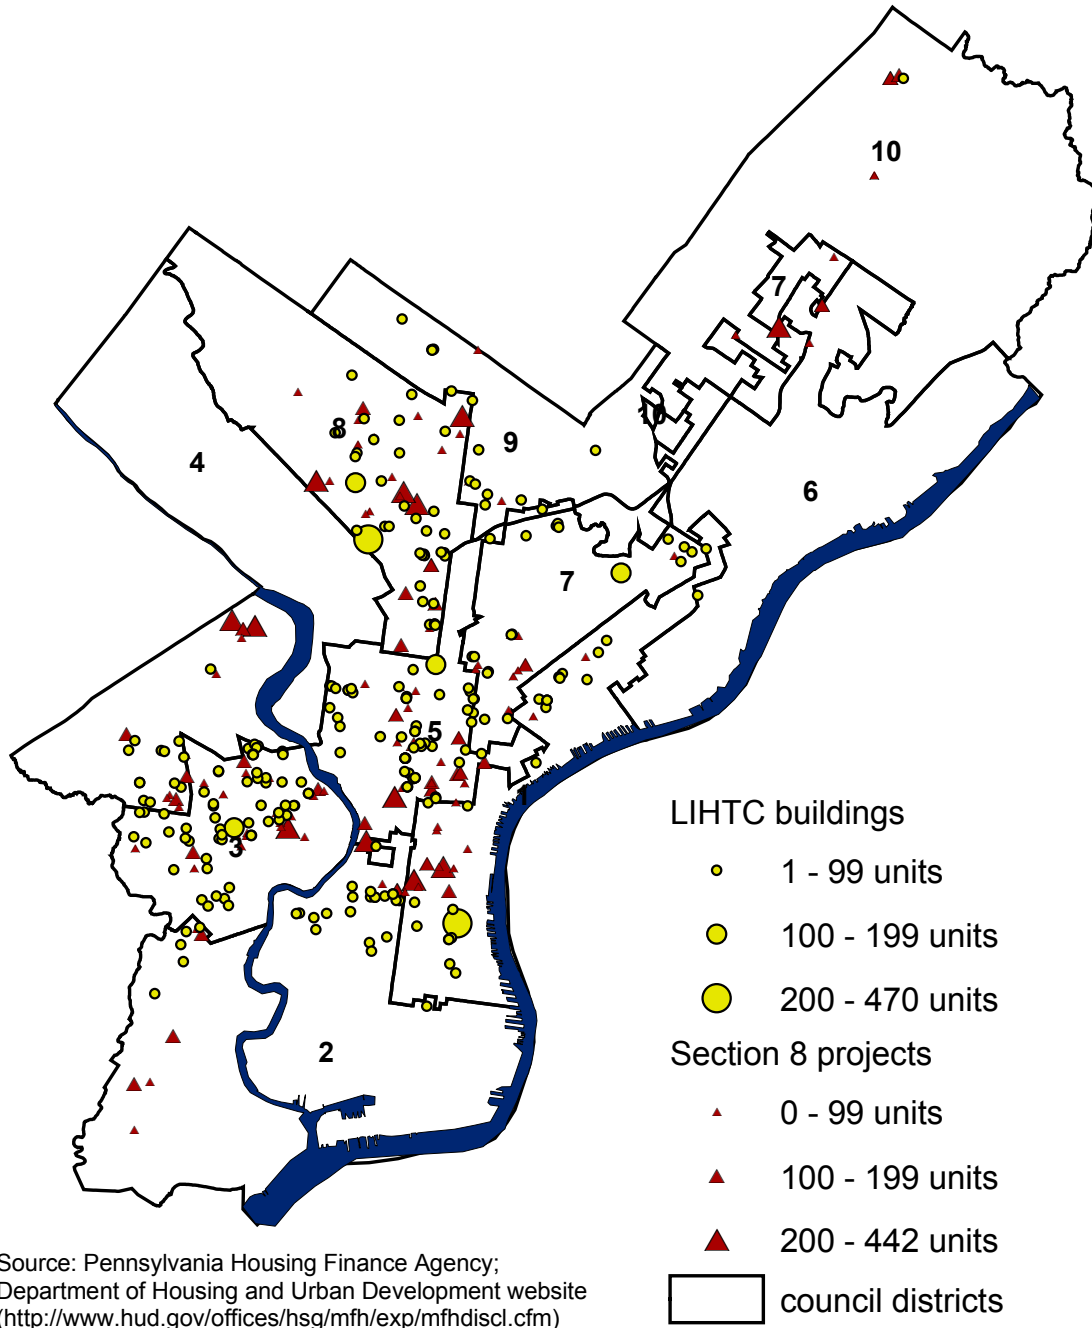 10
7
10
8
9
4
6
7
5
1
3
2
LIHTC buildings
1 - 99 units
100 - 199 units
200 - 470 units
Section 8 projects
0 - 99 units
100 - 199 units
200 - 442 units
council districts
Source: Pennsylvania Housing Finance Agency;
Department of Housing and Urban Development website
(http://www.hud.gov/offices/hsg/mfh/exp/mfhdiscl.cfm)